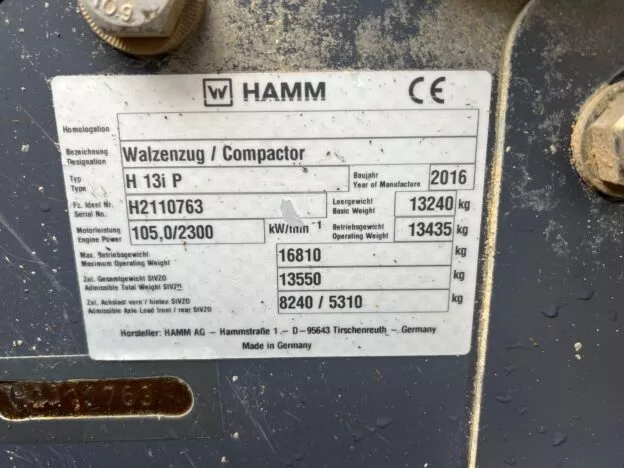 10.9
HAMM CE
Homologation
Bezeichnung Walzenzug / Compactor
Designation
Typ H 13i P Baujahr 2016
Type Year of Manufacture
Fz. Ident Nr. H2110763 Leergewicht 13240 kg
Serial No. Basic Weight
Motorleistung 105,0/2300 kW/min⁻¹ Betriebsgewicht 13435 kg
Engine Power Operating Weight
Max. Betriebsgewicht 16810 kg
Maximum Operating Weight
Zul. Gesamtgewicht StVZO 13550 kg
Admissible Total Weight StVZO
Zul. Achslast vorn / hinten StVZO 8240 / 5310 kg
Admissible Axle Load front / rear StVZO
Hersteller: HAMM AG – Hammstraße 1 – D–95643 Tirschenreuth – Germany
Made in Germany